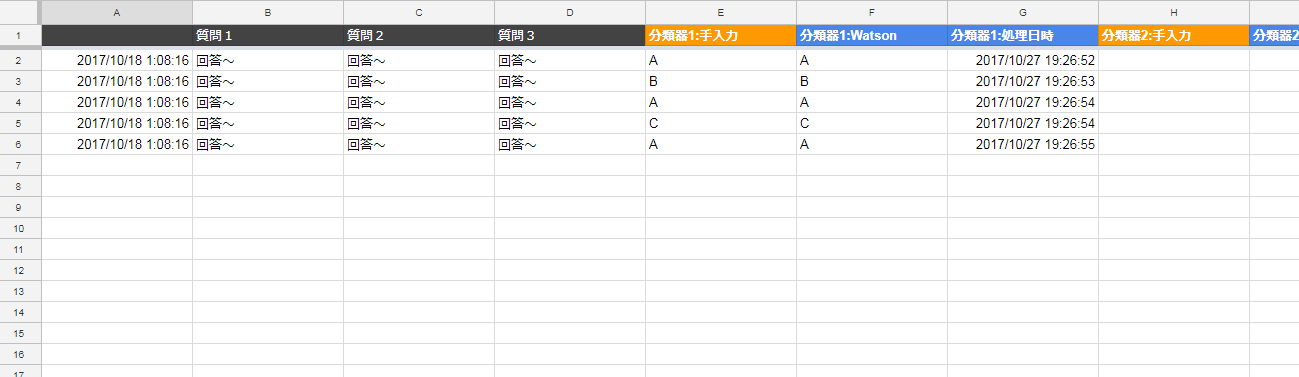 A B C D E F G H
1 質問１ 質問２ 質問３ 分類器1:手入力 分類器1:Watson 分類器1:処理日時 分類器2:手入力 分類器2
2 2017/10/18 1:08:16 回答～ 回答～ 回答～ A A 2017/10/27 19:26:52
3 2017/10/18 1:08:16 回答～ 回答～ 回答～ B B 2017/10/27 19:26:53
4 2017/10/18 1:08:16 回答～ 回答～ 回答～ A A 2017/10/27 19:26:54
5 2017/10/18 1:08:16 回答～ 回答～ 回答～ C C 2017/10/27 19:26:54
6 2017/10/18 1:08:16 回答～ 回答～ 回答～ A A 2017/10/27 19:26:55
7
8
9
10
11
12
13
14
15
16
17